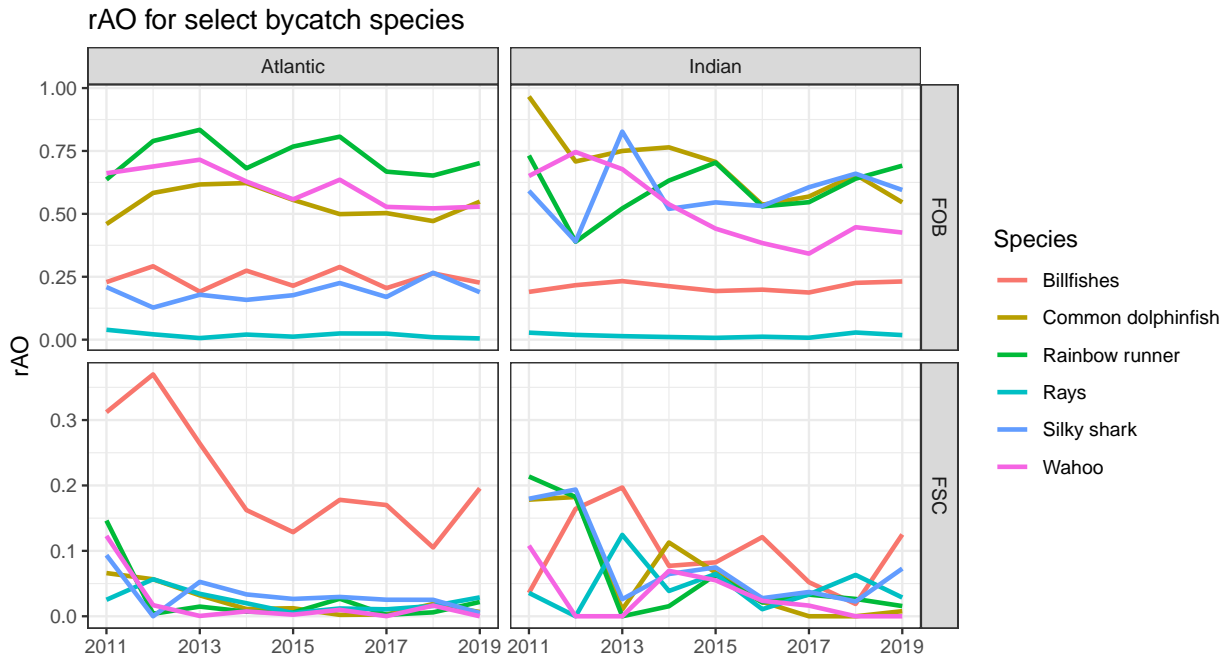 rAO for select bycatch species
Atlantic
Indian
1.00
0.75
0.50
0.25
0.00
FOB
rAO
0.3
0.2
0.1
0.0
FSC
2011 2013 2015 2017 2019
2011 2013 2015 2017 2019
Species
Billfishes
Common dolphinfish
Rainbow runner
Rays
Silky shark
Wahoo